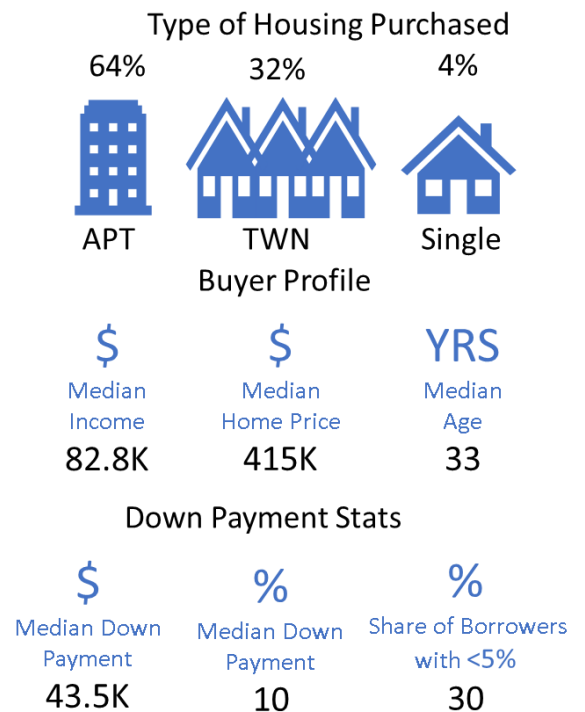 Type of Housing Purchased
64% 32% 4%
APT TWN Single
Buyer Profile
$ $ YRS
Median Median Median
Income Home Price Age
82.8K 415K 33
Down Payment Stats
$ % %
Median Down Median Down Share of Borrowers
Payment Payment with <5%
43.5K 10 30